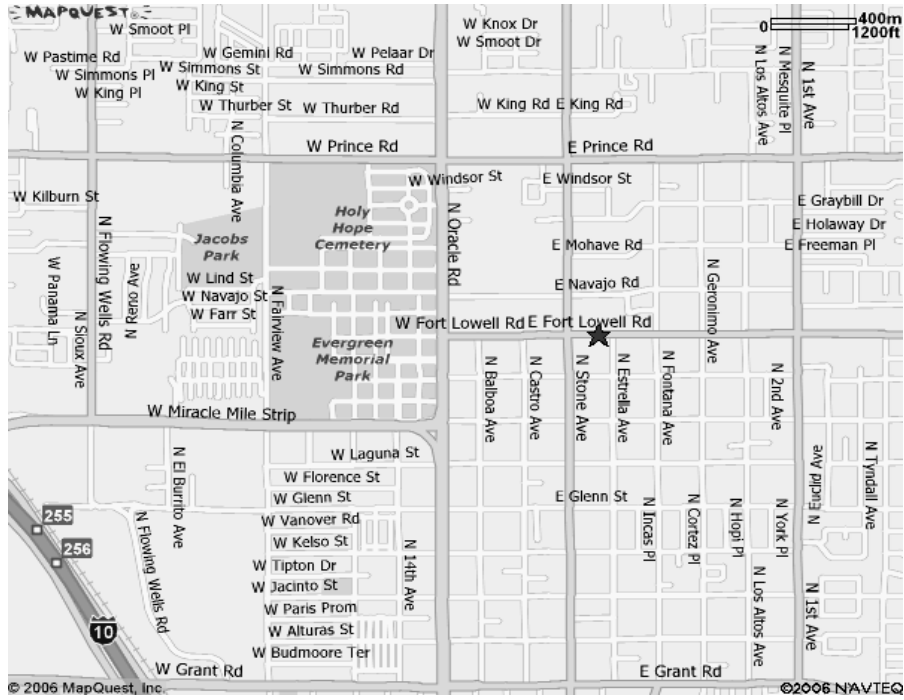 MAPQUEST
W Smoot Pl
W Knox Dr
400m
0
1200ft
W Pastime Rd
W Gemini Rd
W Pelaar Dr
W Smoot Dr
W Simmons Pl
W Simmons St
W Simmons Rd
W King Pl
W King St
W Thurber St
W Thurber Rd
W King Rd
E King Rd
N Los Altos Ave
N Mesquite Pl
N 1st Ave
N Columbia Ave
W Prince Rd
E Prince Rd
W Windsor St
E Windsor St
W Kilburn St
Holy
Hope
Cemetery
N Oracle Rd
E Graybill Dr
E Holaway Dr
E Mohave Rd
E Freeman Pl
Jacobs
Park
N Flowing Wells Rd
W Panama Ln
N Reno Ave
W Lind St
W Navajo St
W Farr St
N Fairview Ave
E Navajo Rd
N Geronimo Ave
N Sioux Ave
W Fort Lowell Rd
E Fort Lowell Rd
Evergreen
Memorial
Park
N Balboa Ave
N Castro Ave
N Stone Ave
N Estrella Ave
N Fontana Ave
N 2nd Ave
W Miracle Mile Strip
W Laguna St
N El Burrito Ave
W Florence St
W Glenn St
E Glenn St
N Euclid Ave
N Tyndall Ave
255
256
N Flowing Wells Rd
W Vanover Rd
W Kelso St
W Tipton Dr
W Jacinto St
N 14th Ave
N Incas Pl
N Cortez Pl
N Hopi Pl
N York Pl
W Paris Prom
W Alturas St
W Budmoore Ter
N Los Altos Ave
N 1st Ave
10
W Grant Rd
E Grant Rd
© 2006 MapQuest, Inc.
©2006 NAVTEQ